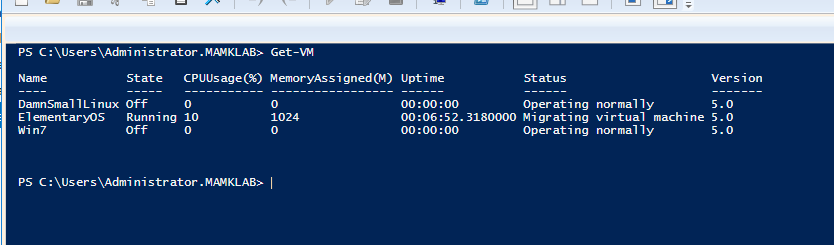 PS C:\Users\Administrator.MAMKLAB> Get-VM
Name State CPUUsage(%) MemoryAssigned(M) Uptime Status Version
---- ----- ----------- ----------------- ------ ------ -------
DamnSmallLinux Off 0 0 00:00:00 Operating normally 5.0
ElementaryOS Running 10 1024 00:06:52.3180000 Migrating virtual machine 5.0
Win7 Off 0 0 00:00:00 Operating normally 5.0
PS C:\Users\Administrator.MAMKLAB>